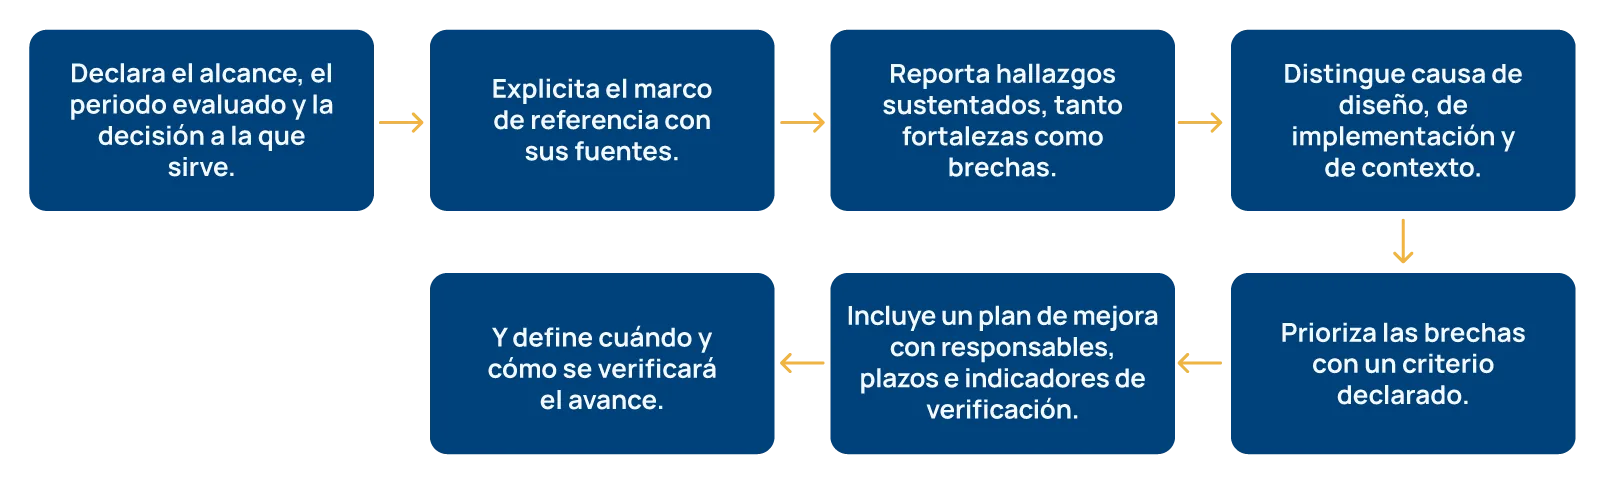 Declara el alcance, el
periodo evaluado y la
decisión a la que
sirve.
Explicita el marco
de referencia con
sus fuentes.
Reporta hallazgos
sustentados, tanto
fortalezas como
brechas.
Distingue causa de
diseño, de
implementación y
de contexto.
Prioriza las brechas
con un criterio
declarado.
Incluye un plan de mejora
con responsables,
plazos e indicadores de
verificación.
Y define cuándo y
cómo se verificará
el avance.